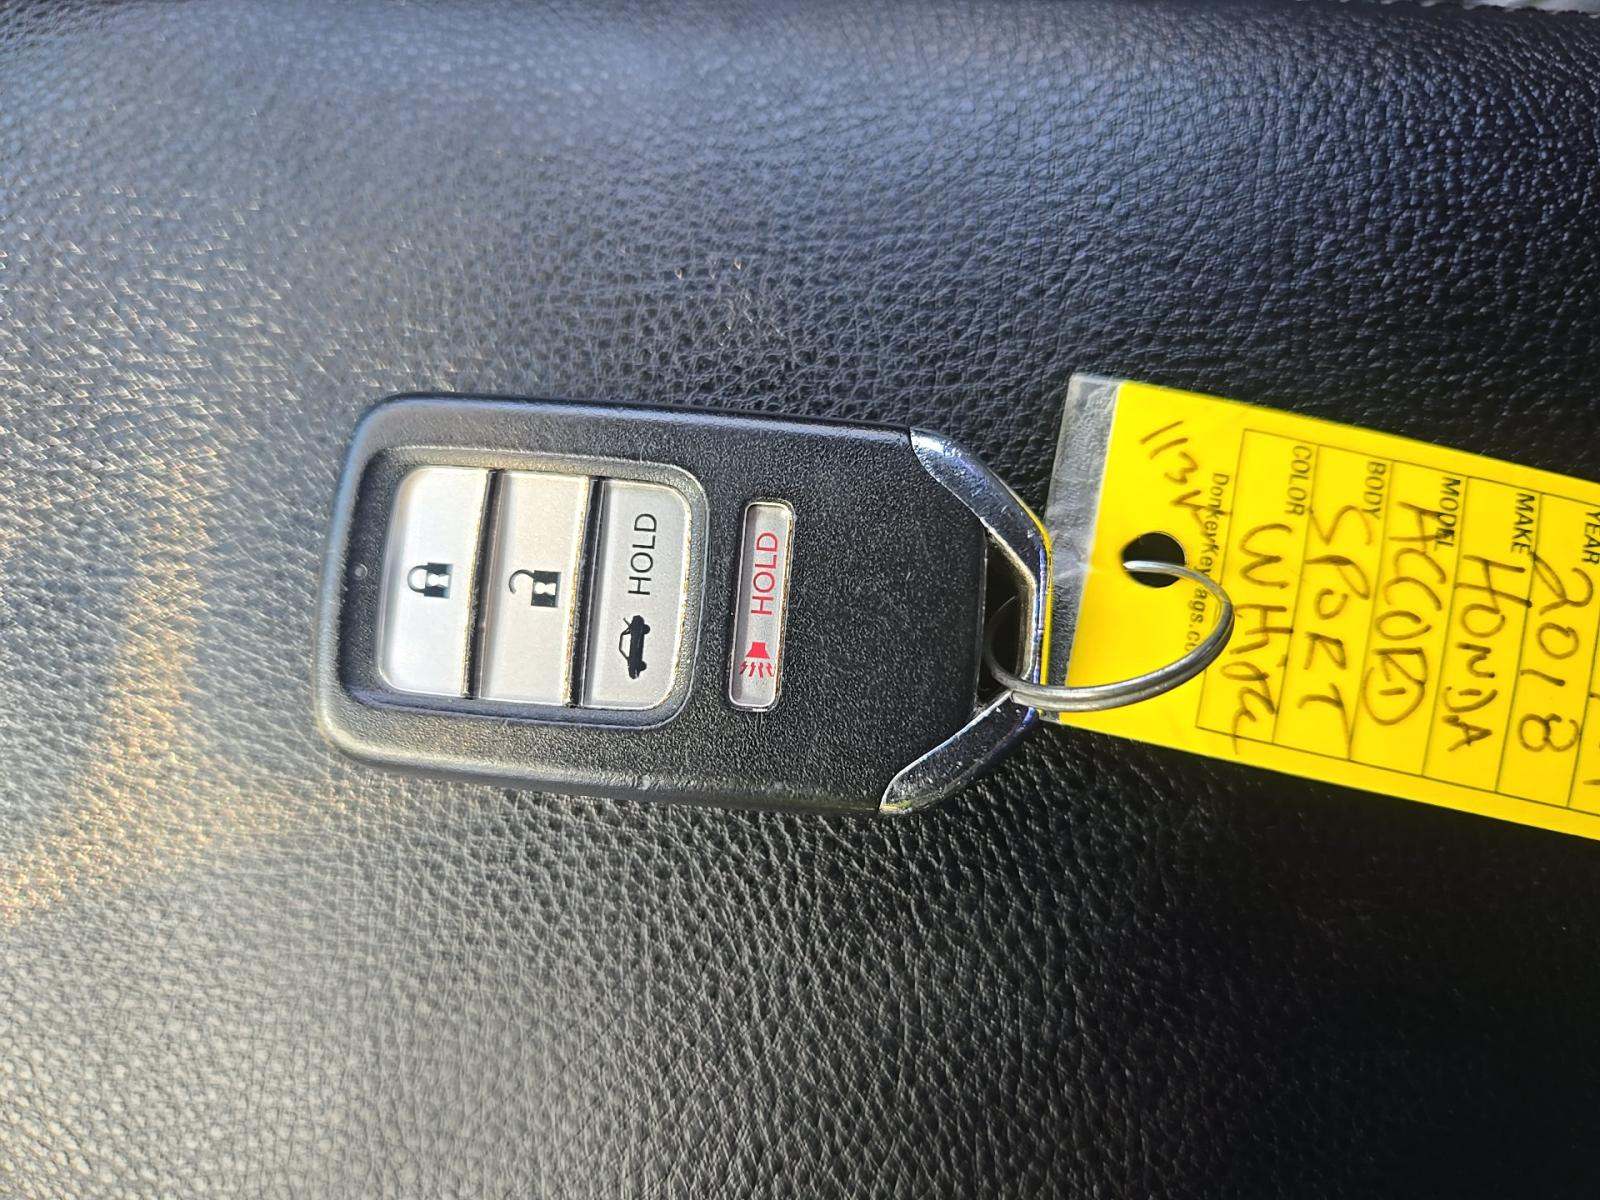 HOLD
HOLD
YEAR 2018
MAKE HONDA
MODEL ACCORD
BODY SPORT
COLOR WHite